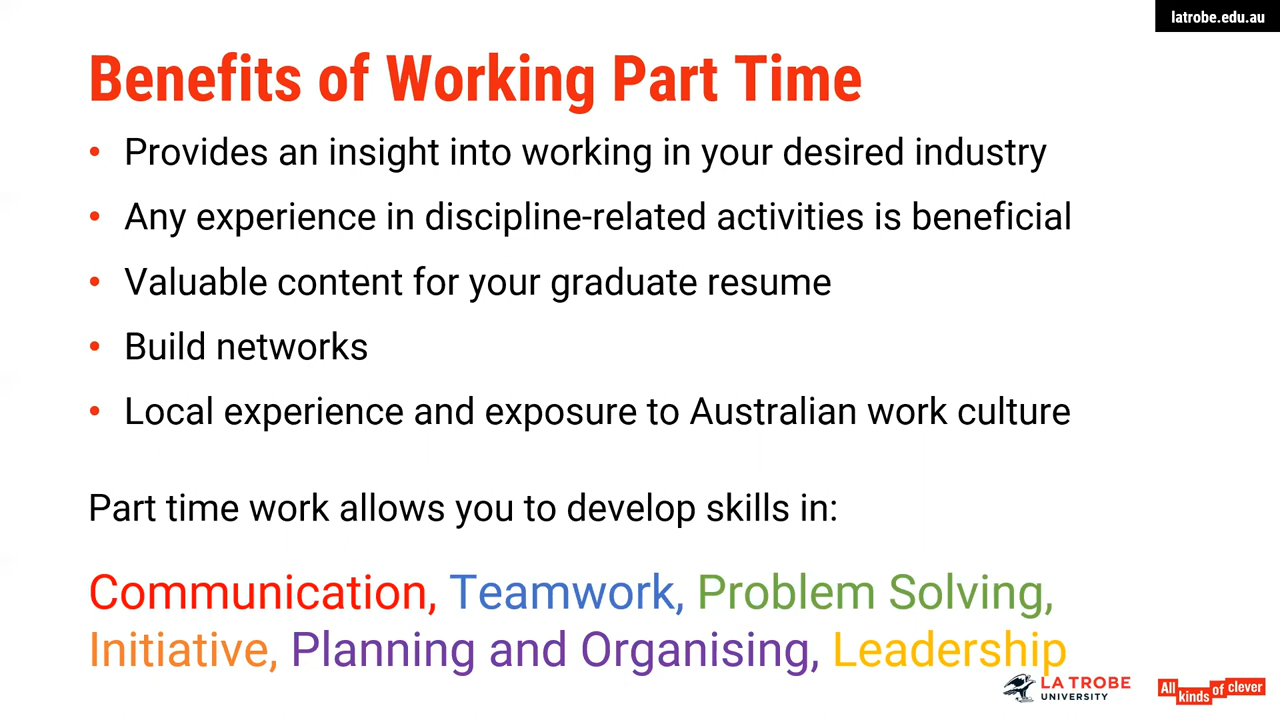 latrobe.edu.au
Benefits of Working Part Time
• Provides an insight into working in your desired industry
• Any experience in discipline-related activities is beneficial
• Valuable content for your graduate resume
• Build networks
• Local experience and exposure to Australian work culture
Part time work allows you to develop skills in:
Communication, Teamwork, Problem Solving,
Initiative, Planning and Organising, Leadership
LA TROBE
UNIVERSITY
All kinds of clever